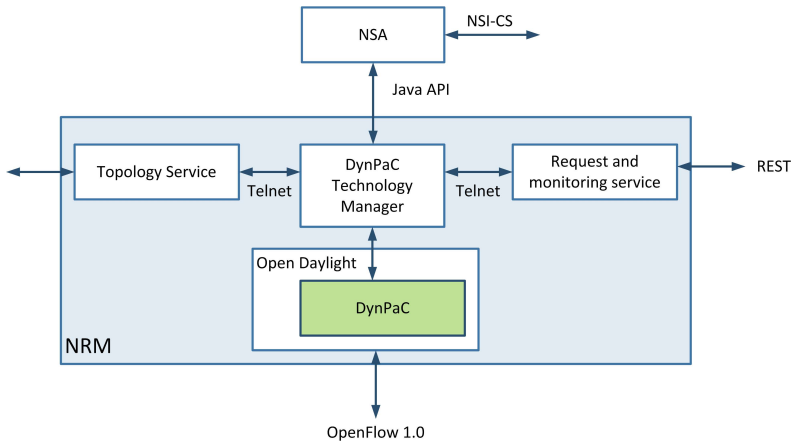 NSA
NSI-CS
Java API
Topology Service
Telnet
DynPaC
Technology
Manager
Telnet
Request and
monitoring service
REST
Open Daylight
DynPaC
NRM
OpenFlow 1.0